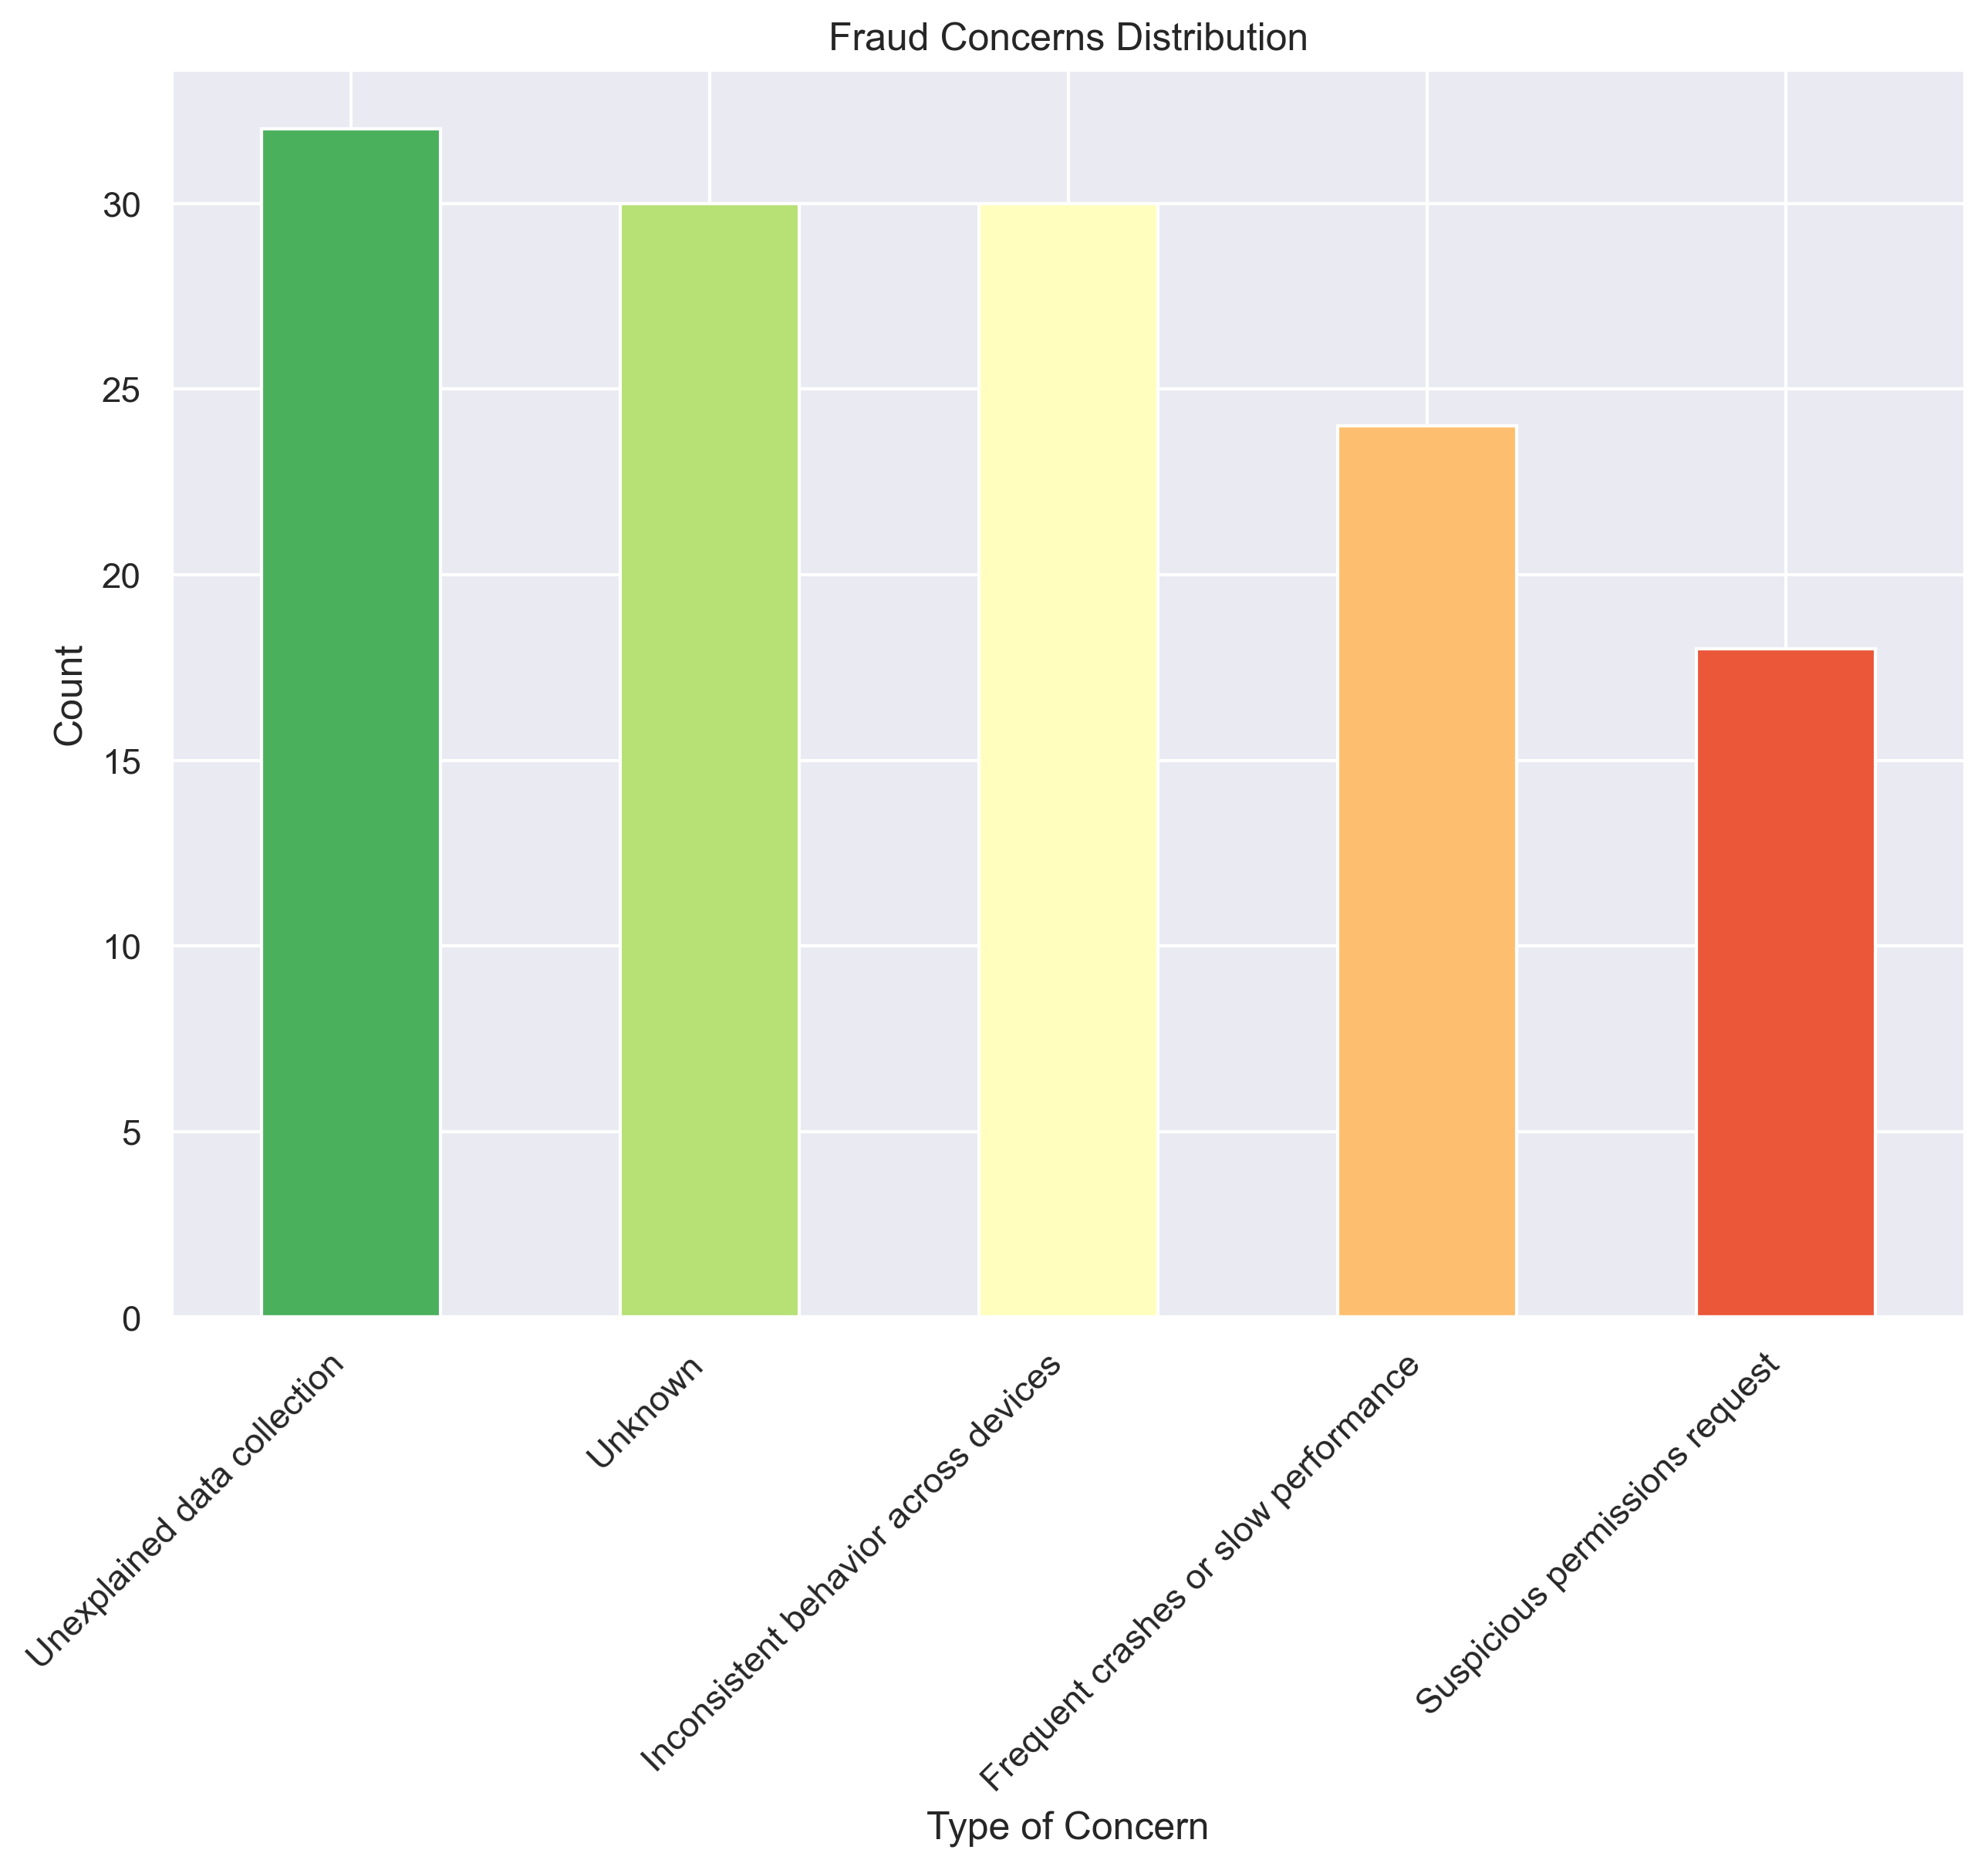 Fraud Concerns Distribution
Count
30
25
20
15
10
5
0
Unexplained data collection
Unknown
Inconsistent behavior across devices
Frequent crashes or slow performance
Suspicious permissions request
Type of Concern